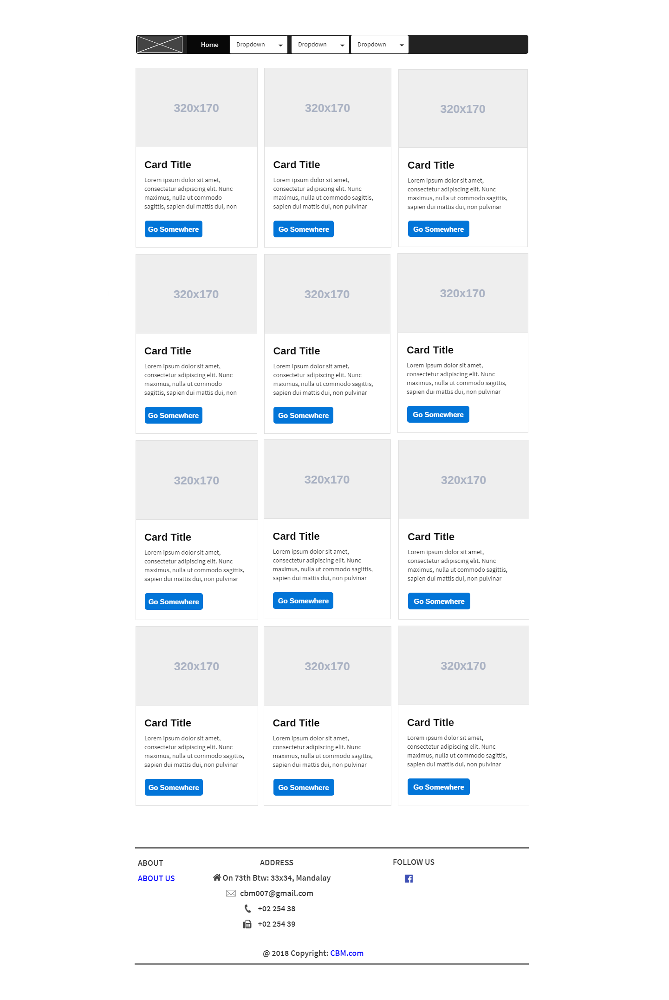 Home
Dropdown
Dropdown
Dropdown
320x170
Card Title
Lorem ipsum dolor sit amet,
consectetur adipiscing elit. Nunc
maximus, nulla ut commodo
sagittis, sapien dui mattis dui, non
Go Somewhere
320x170
Card Title
Lorem ipsum dolor sit amet,
consectetur adipiscing elit. Nunc
maximus, nulla ut commodo sagittis,
sapien dui mattis dui, non pulvinar
Go Somewhere
320x170
Card Title
Lorem ipsum dolor sit amet,
consectetur adipiscing elit. Nunc
maximus, nulla ut commodo sagittis,
sapien dui mattis dui, non pulvinar
Go Somewhere
320x170
Card Title
Lorem ipsum dolor sit amet,
consectetur adipiscing elit. Nunc
maximus, nulla ut commodo
sagittis, sapien dui mattis dui, non
Go Somewhere
320x170
Card Title
Lorem ipsum dolor sit amet,
consectetur adipiscing elit. Nunc
maximus, nulla ut commodo sagittis,
sapien dui mattis dui, non pulvinar
Go Somewhere
320x170
Card Title
Lorem ipsum dolor sit amet,
consectetur adipiscing elit. Nunc
maximus, nulla ut commodo sagittis,
sapien dui mattis dui, non pulvinar
Go Somewhere
320x170
Card Title
Lorem ipsum dolor sit amet,
consectetur adipiscing elit. Nunc
maximus, nulla ut commodo sagittis,
sapien dui mattis dui, non pulvinar
Go Somewhere
320x170
Card Title
Lorem ipsum dolor sit amet,
consectetur adipiscing elit. Nunc
maximus, nulla ut commodo sagittis,
sapien dui mattis dui, non pulvinar
Go Somewhere
320x170
Card Title
Lorem ipsum dolor sit amet,
consectetur adipiscing elit. Nunc
maximus, nulla ut commodo sagittis,
sapien dui mattis dui, non pulvinar
Go Somewhere
320x170
Card Title
Lorem ipsum dolor sit amet,
consectetur adipiscing elit. Nunc
maximus, nulla ut commodo sagittis,
sapien dui mattis dui, non pulvinar
Go Somewhere
320x170
Card Title
Lorem ipsum dolor sit amet,
consectetur adipiscing elit. Nunc
maximus, nulla ut commodo sagittis,
sapien dui mattis dui, non pulvinar
Go Somewhere
320x170
Card Title
Lorem ipsum dolor sit amet,
consectetur adipiscing elit. Nunc
maximus, nulla ut commodo sagittis,
sapien dui mattis dui, non pulvinar
Go Somewhere
ABOUT
ABOUT US
ADDRESS
On 73th Btw: 33x34, Mandalay
cbm007@gmail.com
+02 254 38
+02 254 39
FOLLOW US
@ 2018 Copyright: CBM.com